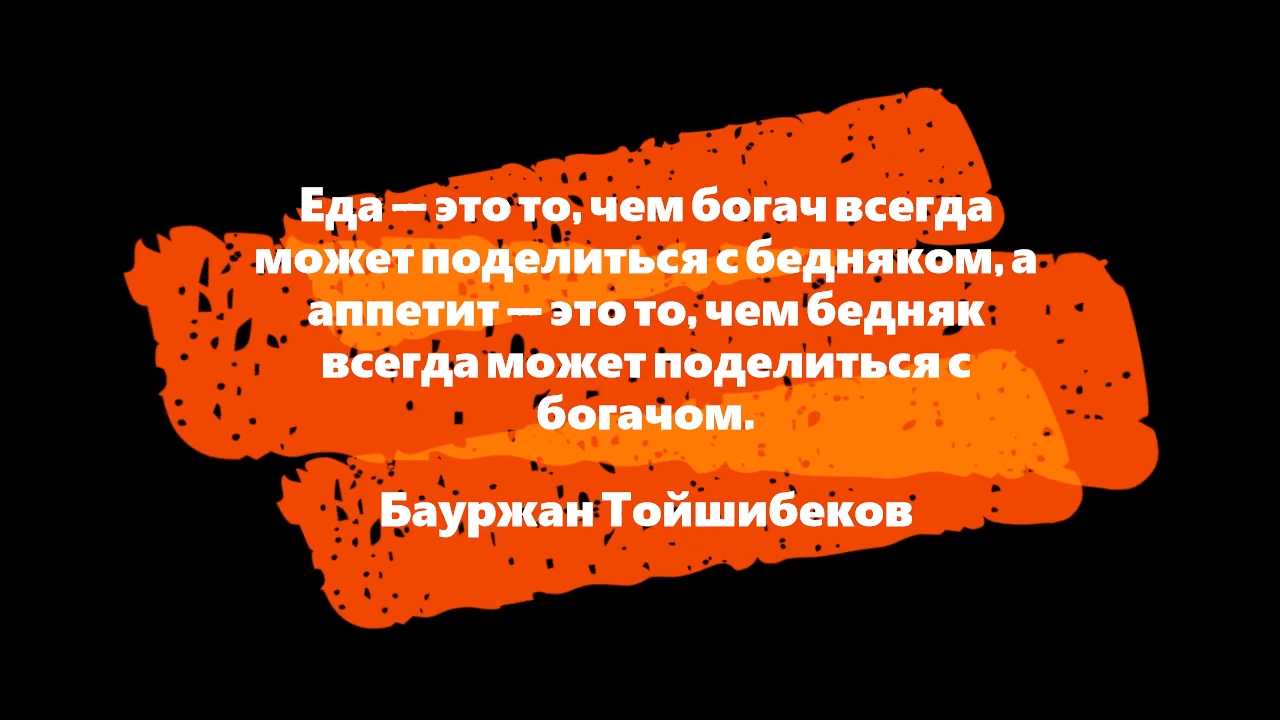 Еда — это то, чем богач всегда
может поделиться с бедняком, а
аппетит — это то, чем бедняк
всегда может поделиться с
богачом.
Бауржан Тойшибеков